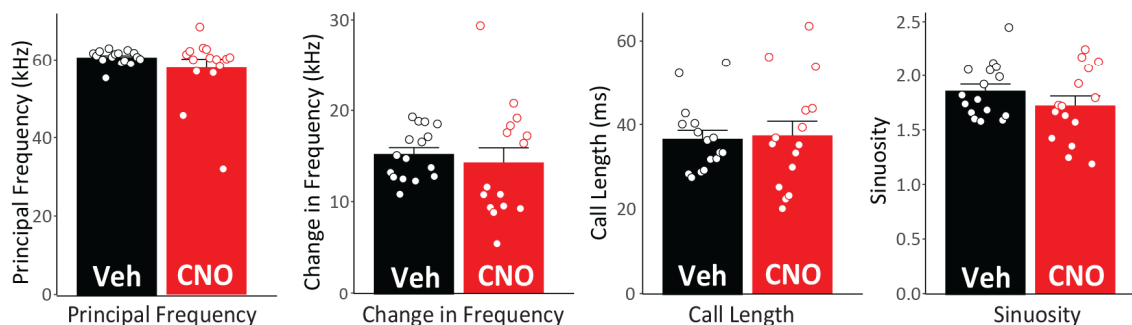 Principal Frequency (kHz)
60
40
20
0
Veh
CNO
Principal Frequency
Change in Frequency (kHz)
30
20
10
0
Veh
CNO
Change in Frequency
Call Length (ms)
60
40
20
0
Veh
CNO
Call Length
Sinuosity
2.5
2.0
1.5
1.0
0.5
0.0
Veh
CNO
Sinuosity